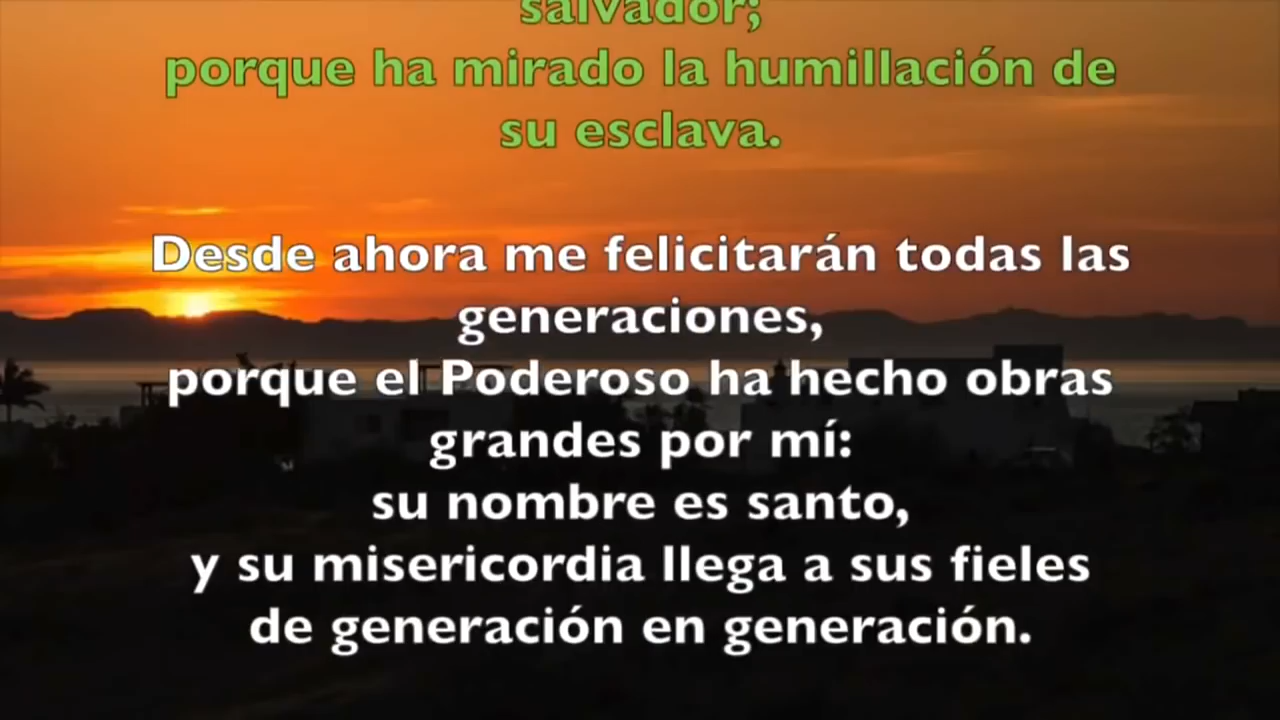 salvador;
porque ha mirado la humillación de
su esclava.
Desde ahora me felicitarán todas las
generaciones,
porque el Poderoso ha hecho obras
grandes por mí:
su nombre es santo,
y su misericordia llega a sus fieles
de generación en generación.